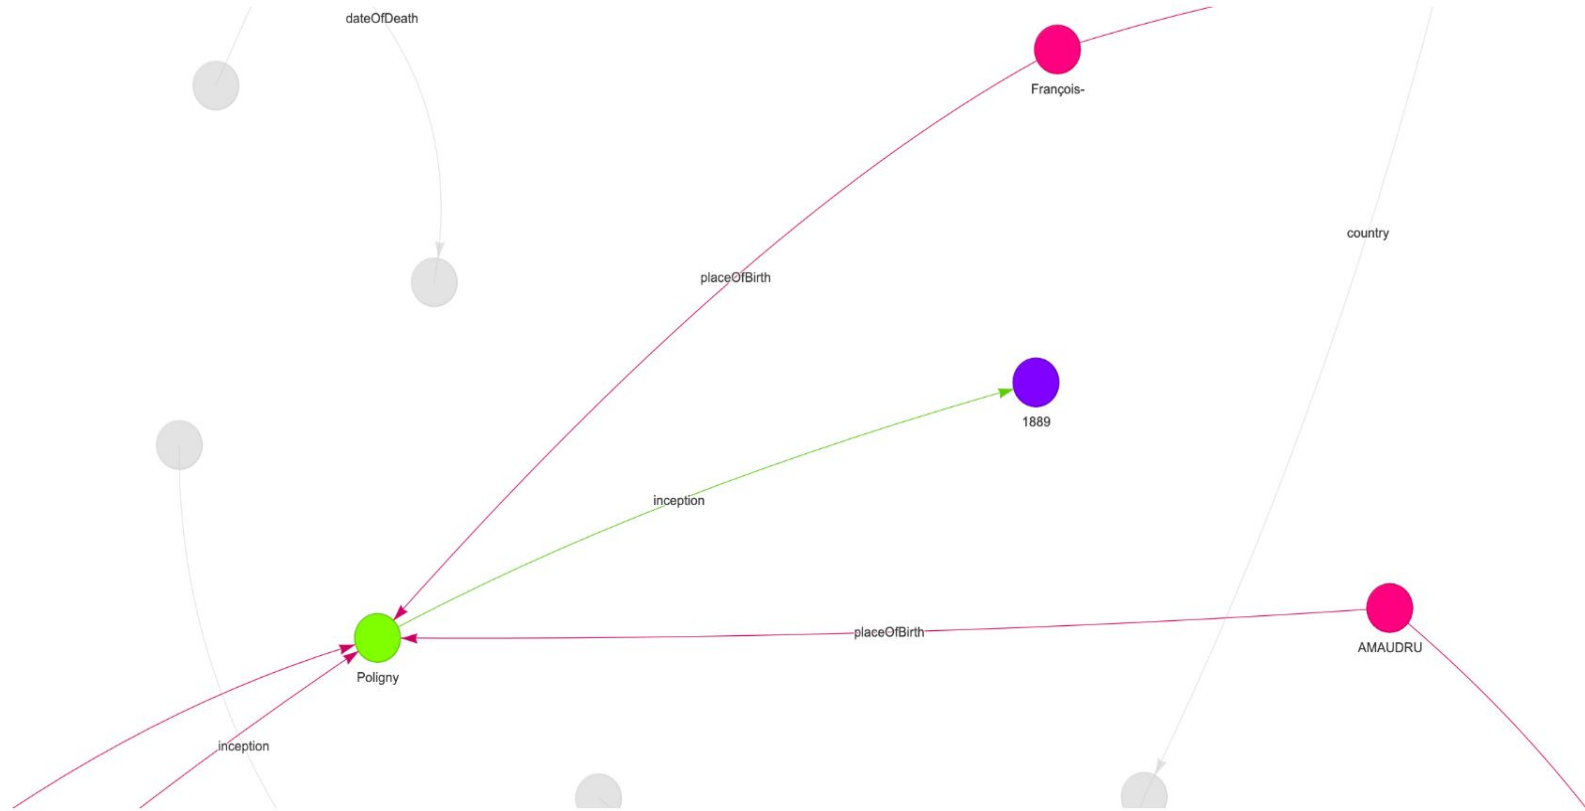 dateOfDeath
François-
country
placeOfBirth
1889
inception
placeOfBirth
AMAUDRU
Poligny
inception